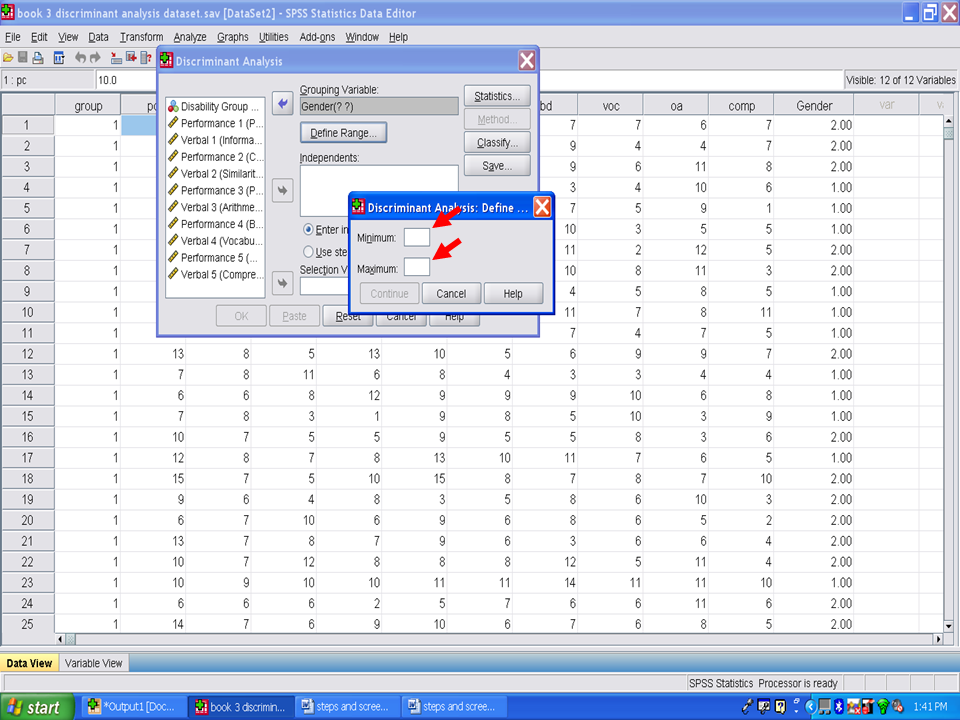 book 3 discriminant analysis dataset.sav [DataSet2] - SPSS Statistics Data Editor
File Edit View Data Transform Analyze Graphs Utilities Add-ons Window Help
1 : pc 10.0 Visible: 12 of 12 Variables
group bd voc oa comp Gender var
Discriminant Analysis
Grouping Variable:
Gender(? ?)
Define Range...
Independents:
Disability Group ...
Performance 1 (P...
Verbal 1 (Informa...
Performance 2 (C...
Verbal 2 (Similarit...
Performance 3 (P...
Verbal 3 (Arithme...
Performance 4 (B...
Verbal 4 (Vocabu...
Performance 5 (...
Verbal 5 (Compre...
Statistics...
Method...
Classify...
Save...
Enter in
Use ste
Selection V
OK Paste Reset Cancel Help
Discriminant Analysis: Define ...
Minimum:
Maximum:
Continue Cancel Help
1 1 7 7 6 7 2.00
2 1 9 4 4 7 2.00
3 1 9 6 11 8 2.00
4 1 3 4 10 6 1.00
5 1 7 5 9 1 1.00
6 1 10 3 5 5 1.00
7 1 11 2 12 5 2.00
8 1 10 8 11 3 2.00
9 1 4 5 8 5 1.00
10 1 11 7 8 11 1.00
11 1 7 4 7 5 1.00
12 1 13 8 5 13 10 5 6 9 9 7 2.00
13 1 7 8 11 6 8 4 3 3 4 4 1.00
14 1 6 6 8 12 9 9 9 10 6 8 1.00
15 1 7 8 3 1 9 8 5 10 3 9 1.00
16 1 10 7 5 5 9 5 5 8 3 6 2.00
17 1 12 8 7 8 13 10 11 7 6 5 1.00
18 1 15 7 5 10 15 8 7 8 7 10 2.00
19 1 9 6 4 8 3 5 8 6 10 3 2.00
20 1 6 7 10 6 9 6 8 6 5 2 2.00
21 1 13 7 8 7 9 6 3 6 6 4 2.00
22 1 10 7 12 8 8 8 12 5 11 4 2.00
23 1 10 9 10 10 11 11 14 11 11 10 1.00
24 1 6 6 6 2 5 7 6 6 11 6 2.00
25 1 14 7 6 9 10 6 7 6 8 5 2.00
Data View Variable View
SPSS Statistics Processor is ready
start *Output1 [Doc... book 3 discrimin... steps and scree... steps and scree... 1:41 PM